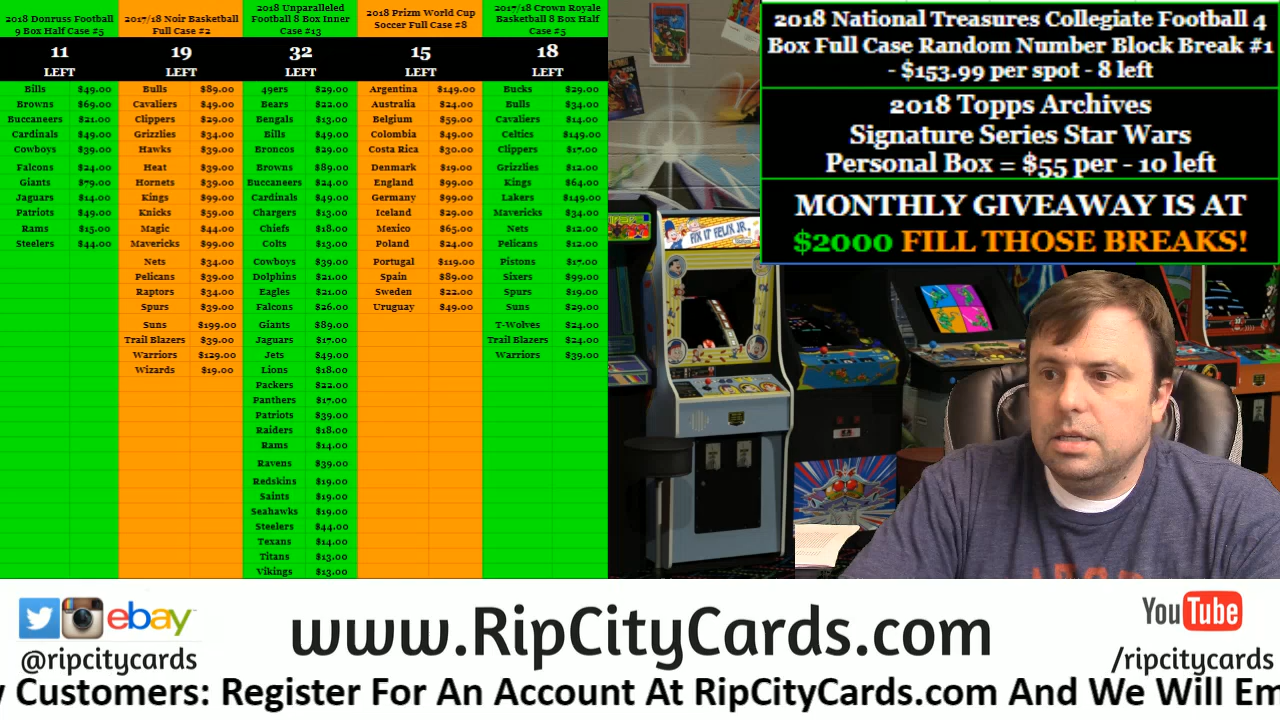 2018 Donruss Football
9 Box Half Case #5
11
LEFT
Bills $49.00
Browns $69.00
Buccaneers $21.00
Cardinals $49.00
Cowboys $39.00
Falcons $24.00
Giants $79.00
Jaguars $14.00
Patriots $49.00
Rams $15.00
Steelers $44.00
2017/18 Noir Basketball
Full Case #2
19
LEFT
Bulls $89.00
Cavaliers $49.00
Clippers $29.00
Grizzlies $34.00
Hawks $39.00
Heat $39.00
Hornets $39.00
Kings $99.00
Knicks $59.00
Magic $44.00
Mavericks $99.00
Nets $34.00
Pelicans $39.00
Raptors $34.00
Spurs $39.00
Suns $199.00
Trail Blazers $39.00
Warriors $129.00
Wizards $19.00
2018 Unparalleled
Football 8 Box Inner
Case #13
32
LEFT
49ers $29.00
Bears $22.00
Bengals $13.00
Bills $49.00
Broncos $29.00
Browns $89.00
Buccaneers $24.00
Cardinals $49.00
Chargers $13.00
Chiefs $18.00
Colts $13.00
Cowboys $39.00
Dolphins $21.00
Eagles $21.00
Falcons $26.00
Giants $89.00
Jaguars $17.00
Jets $49.00
Lions $18.00
Packers $22.00
Panthers $17.00
Patriots $39.00
Raiders $18.00
Rams $14.00
Ravens $39.00
Redskins $19.00
Saints $19.00
Seahawks $19.00
Steelers $44.00
Texans $14.00
Titans $13.00
Vikings $13.00
2018 Prizm World Cup
Soccer Full Case #8
15
LEFT
Argentina $149.00
Australia $24.00
Belgium $59.00
Colombia $49.00
Costa Rica $30.00
Denmark $19.00
England $99.00
Germany $99.00
Iceland $29.00
Mexico $65.00
Poland $24.00
Portugal $119.00
Spain $89.00
Sweden $22.00
Uruguay $49.00
2017/18 Crown Royale
Basketball 8 Box Half
Case #5
18
LEFT
Bucks $29.00
Bulls $34.00
Cavaliers $14.00
Celtics $149.00
Clippers $17.00
Grizzlies $12.00
Kings $64.00
Lakers $149.00
Mavericks $34.00
Nets $12.00
Pelicans $12.00
Pistons $17.00
Sixers $99.00
Spurs $19.00
Suns $29.00
T-Wolves $24.00
Trail Blazers $24.00
Warriors $39.00
2018 National Treasures Collegiate Football 4
Box Full Case Random Number Block Break #1
- $153.99 per spot - 8 left
2018 Topps Archives
Signature Series Star Wars
Personal Box = $55 per - 10 left
MONTHLY GIVEAWAY IS AT
$2000 FILL THOSE BREAKS!
FIX IT FELIX JR.
ebay
@ripcitycards
www.RipCityCards.com
YouTube
/ripcitycards
y Customers: Register For An Account At RipCityCards.com And We Will Em